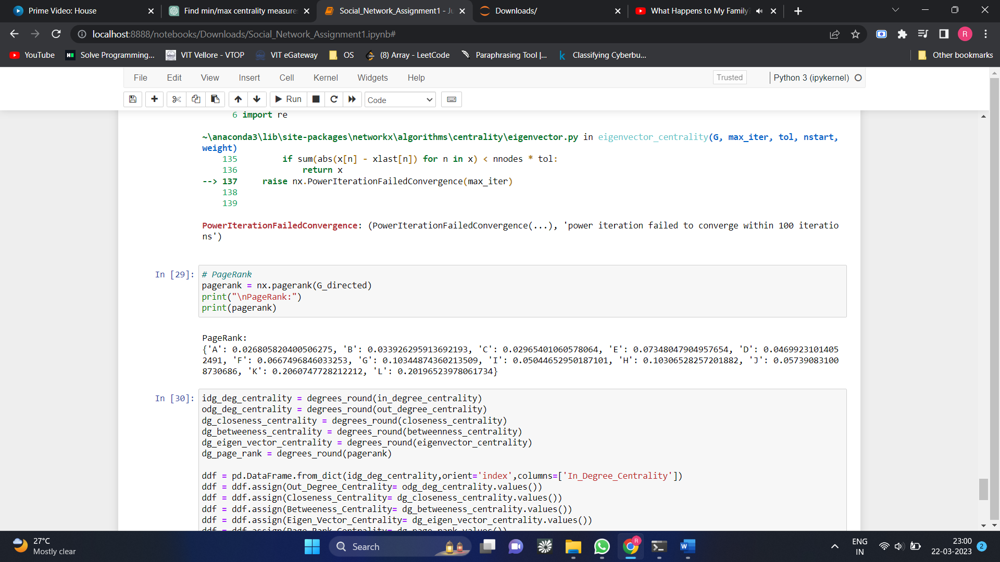 Prime Video: House
Find min/max centrality measure
Social_Network_Assignment1 - Ju
Downloads/
What Happens to My Family
localhost:8888/notebooks/Downloads/Social_Network_Assignment1.ipynb#
R
YouTube
Solve Programming...
VIT Vellore - VTOP
VIT eGateway
OS
(8) Array - LeetCode
Paraphrasing Tool |...
Classifying Cyberbu...
Other bookmarks
File Edit View Insert Cell Kernel Widgets Help
Trusted
Python 3 (ipykernel)
Run
Code
6 import re
~\anaconda3\lib\site-packages\networkx\algorithms\centrality\eigenvector.py in eigenvector_centrality(G, max_iter, tol, nstart,
weight)
135 if sum(abs(x[n] - xlast[n]) for n in x) < nnodes * tol:
136 return x
--> 137 raise nx.PowerIterationFailedConvergence(max_iter)
138
139
PowerIterationFailedConvergence: (PowerIterationFailedConvergence(...), 'power iteration failed to converge within 100 iteratio
ns')
In [29]: # PageRank
pagerank = nx.pagerank(G_directed)
print("\nPageRank:")
print(pagerank)
PageRank:
{'A': 0.026805820400506275, 'B': 0.033926295913692193, 'C': 0.02965401060578064, 'E': 0.07348047904957654, 'D': 0.0469923101405
2491, 'F': 0.0667496846033253, 'G': 0.10344874360213509, 'I': 0.05044652950187101, 'H': 0.10306528257201882, 'J': 0.05739083100
8730686, 'K': 0.2060747728212212, 'L': 0.20196523978061734}
In [30]: idg_deg_centrality = degrees_round(in_degree_centrality)
odg_deg_centrality = degrees_round(out_degree_centrality)
dg_closeness_centrality = degrees_round(closeness_centrality)
dg_betweeness_centrality = degrees_round(betweenness_centrality)
dg_eigen_vector_centrality = degrees_round(eigenvector_centrality)
dg_page_rank = degrees_round(pagerank)
ddf = pd.DataFrame.from_dict(idg_deg_centrality,orient='index',columns=['In_Degree_Centrality'])
ddf = ddf.assign(Out_Degree_Centrality= odg_deg_centrality.values())
ddf = ddf.assign(Closeness_Centrality= dg_closeness_centrality.values())
ddf = ddf.assign(Betweeness_Centrality= dg_betweeness_centrality.values())
ddf = ddf.assign(Eigen_Vector_Centrality= dg_eigen_vector_centrality.values())
ddf = ddf.assign(Page_Rank_Centrality= dg_page_rank.values())
27°C
Mostly clear
Search
ENG
IN
23:00
22-03-2023
2